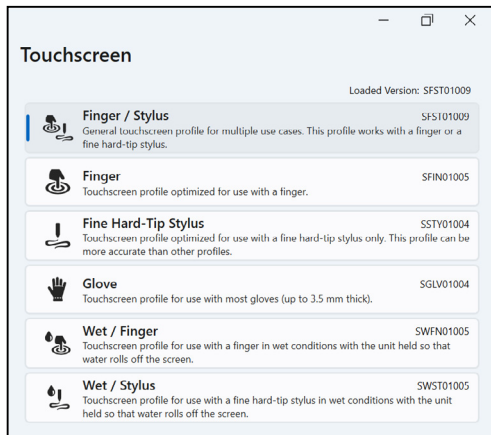 Touchscreen
Loaded Version: SFST01009
Finger / Stylus SFST01009
General touchscreen profile for multiple use cases. This profile works with a finger or a
fine hard-tip stylus.
Finger SFIN01005
Touchscreen profile optimized for use with a finger.
Fine Hard-Tip Stylus SSTY01004
Touchscreen profile optimized for use with a fine hard-tip stylus only. This profile can be
more accurate than other profiles.
Glove SGLV01004
Touchscreen profile for use with most gloves (up to 3.5 mm thick).
Wet / Finger SWFN01005
Touchscreen profile for use with a finger in wet conditions with the unit held so that
water rolls off the screen.
Wet / Stylus SWST01005
Touchscreen profile for use with a fine hard-tip stylus in wet conditions with the unit
held so that water rolls off the screen.